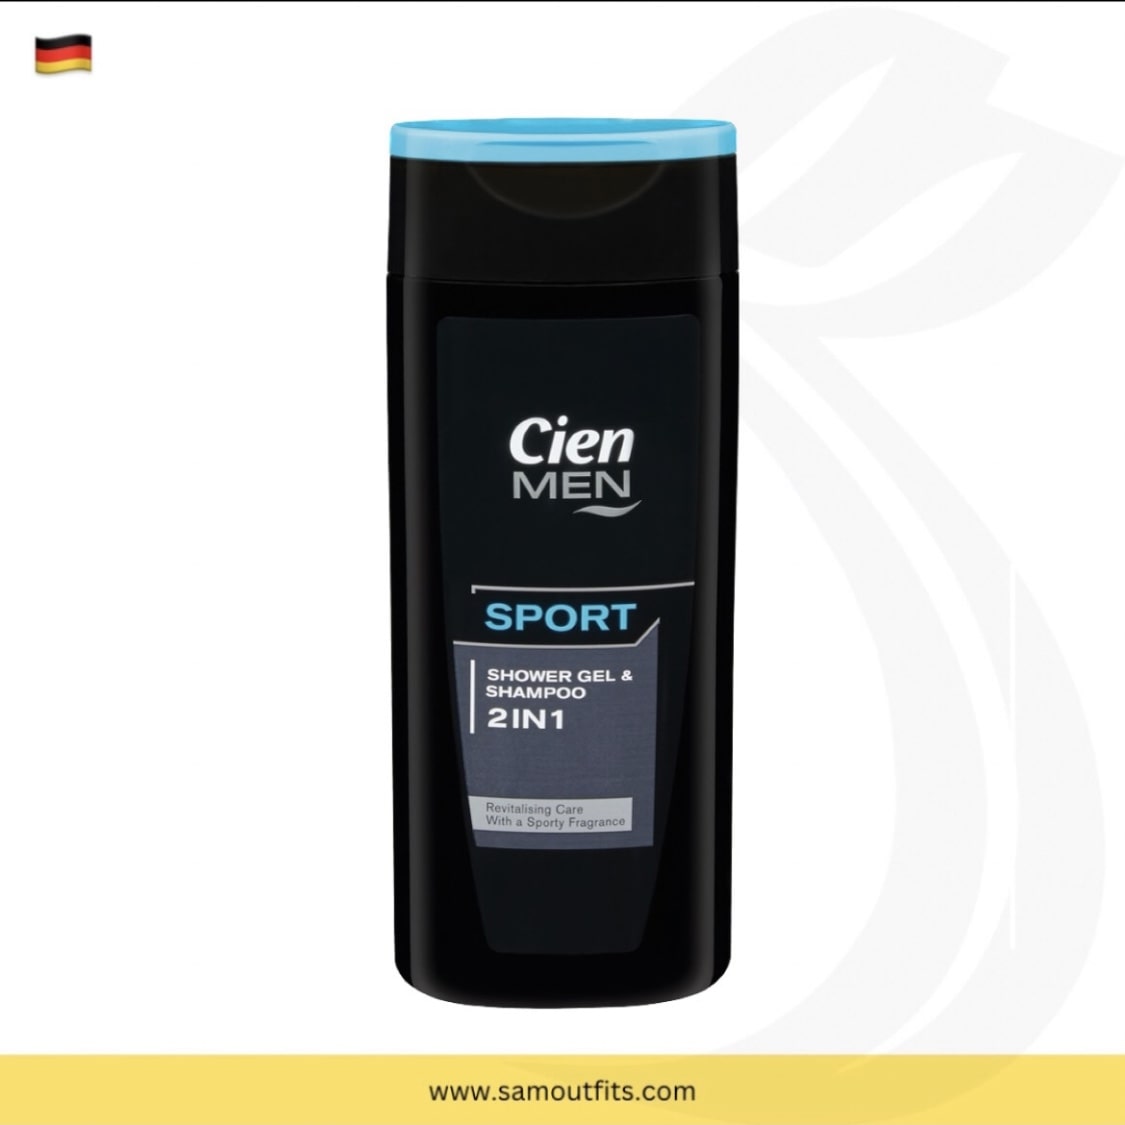 Cien
MEN
SPORT
SHOWER GEL &
SHAMPOO
2IN1
Revitalising Care
With a Sporty Fragrance
www.samoutfits.com